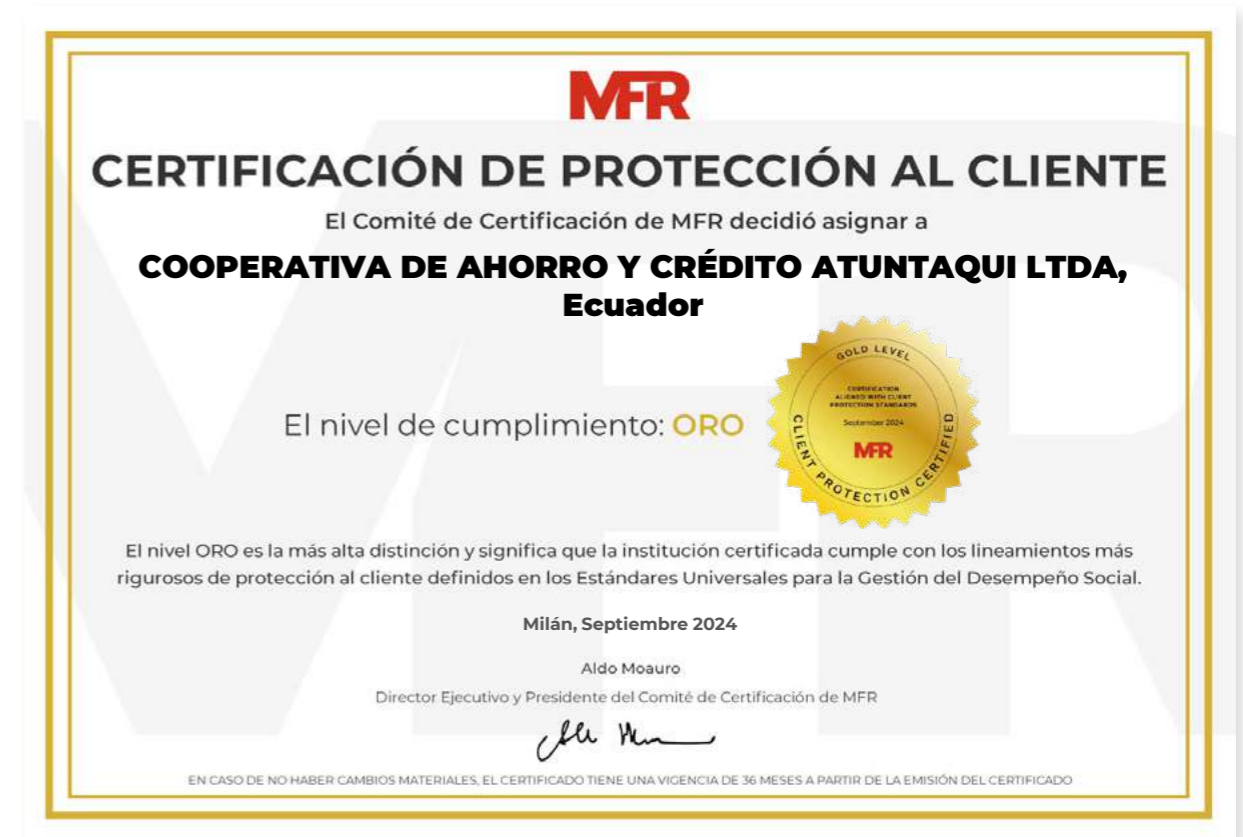 MFR
CERTIFICACIÓN DE PROTECCIÓN AL CLIENTE
El Comité de Certificación de MFR decidió asignar a
COOPERATIVA DE AHORRO Y CRÉDITO ATUNTAQUI LTDA,
Ecuador
El nivel de cumplimiento: ORO
GOLD LEVEL
CERTIFICATION
ALIGNED WITH CLIENT
PROTECTION STANDARDS
September 2024
MFR
CLIENT PROTECTION CERTIFIED
El nivel ORO es la más alta distinción y significa que la institución certificada cumple con los lineamientos más
rigurosos de protección al cliente definidos en los Estándares Universales para la Gestión del Desempeño Social.
Milán, Septiembre 2024
Aldo Moauro
Director Ejecutivo y Presidente del Comité de Certificación de MFR
EN CASO DE NO HABER CAMBIOS MATERIALES, EL CERTIFICADO TIENE UNA VIGENCIA DE 36 MESES A PARTIR DE LA EMISIÓN DEL CERTIFICADO